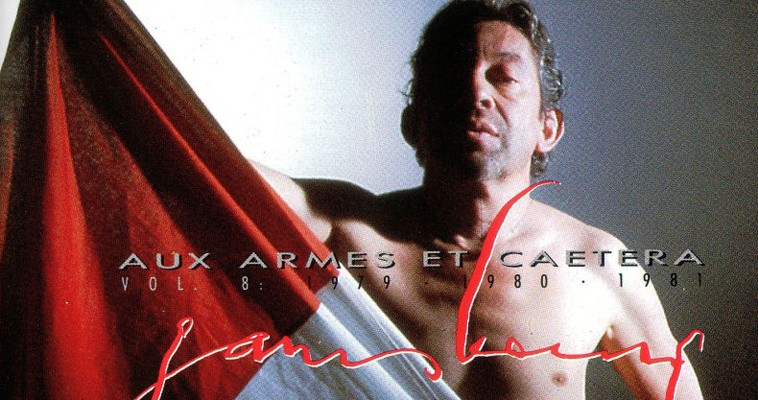 AUX ARMES ET CAETERA
VOL. 8: 1979 - 1980 - 1981
gainsbourg